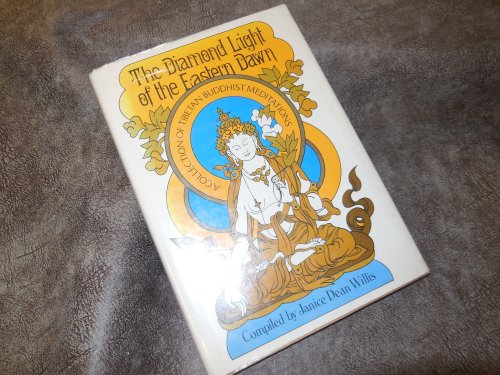 The Diamond Light
of the Eastern Dawn
A COLLECTION OF TIBETAN BUDDHIST MEDITATIONS
Compiled by Janice Dean Willis